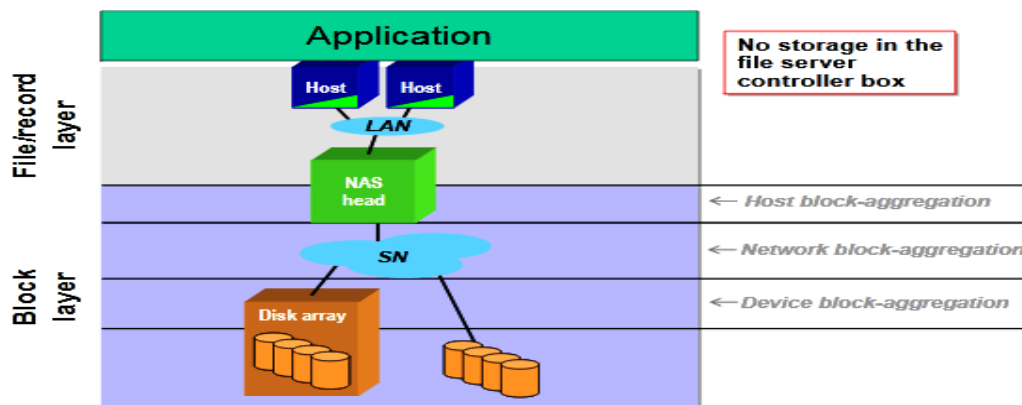 Application
No storage in the
file server
controller box
File/record
layer
Host
Host
LAN
NAS
head
← Host block-aggregation
← Network block-aggregation
SN
Block
layer
← Device block-aggregation
Disk array